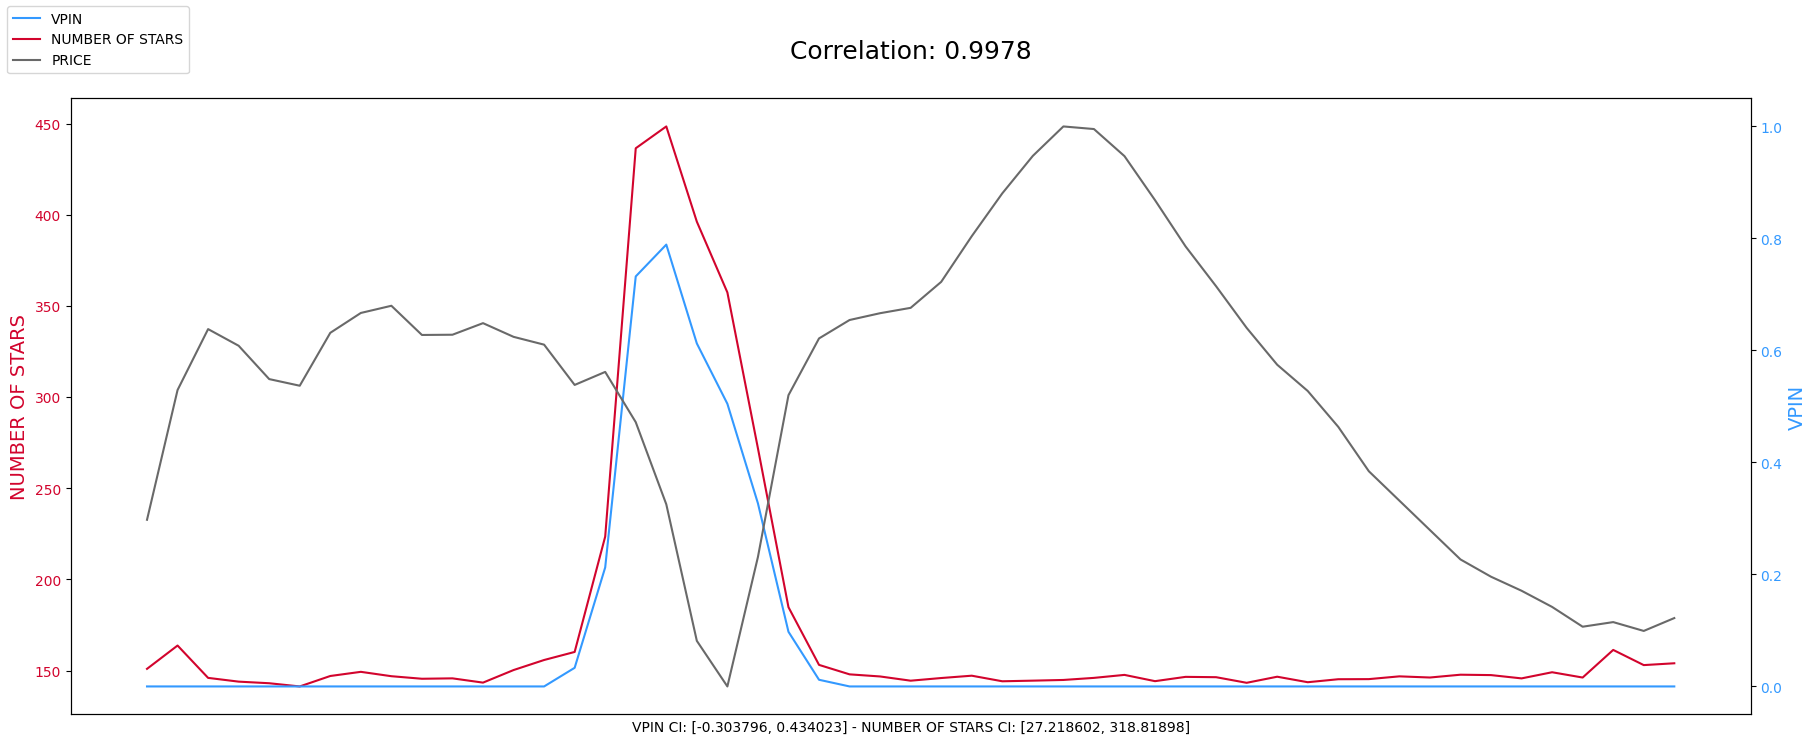 VPIN
NUMBER OF STARS
PRICE
Correlation: 0.9978
450
400
350
300
250
200
150
NUMBER OF STARS
1.0
0.8
0.6
0.4
0.2
0.0
VPIN
VPIN CI: [-0.303796, 0.434023] - NUMBER OF STARS CI: [27.218602, 318.81898]